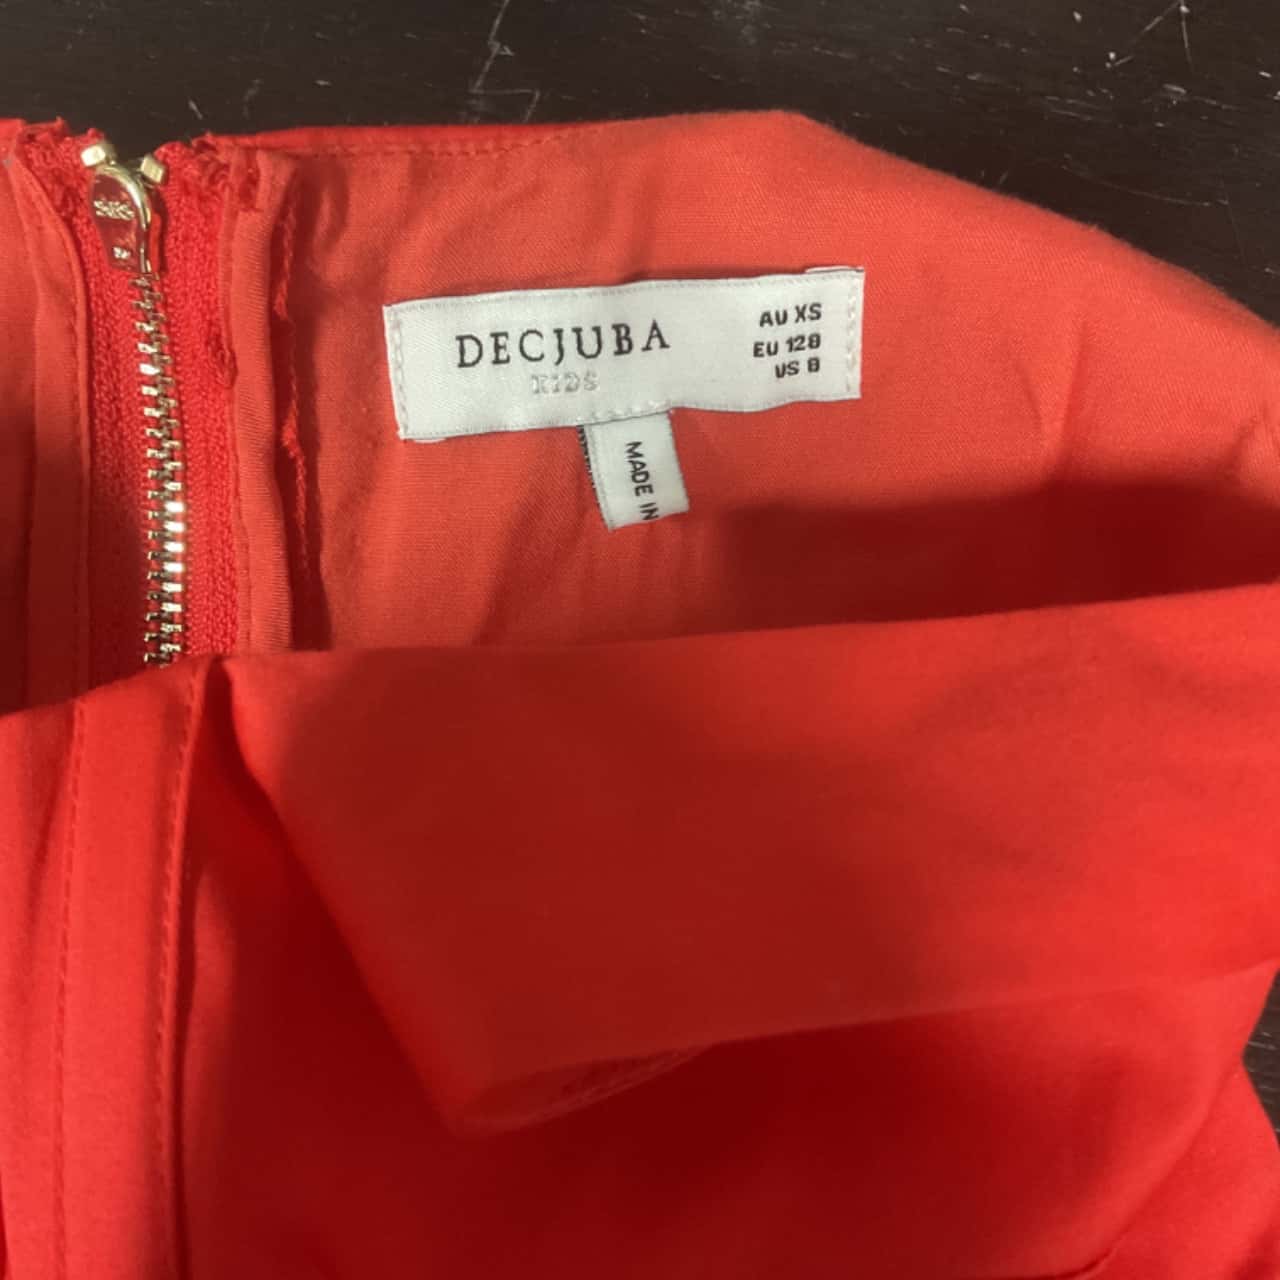 DECJUBA
KIDS
AU XS
EU 128
US 8
MADE IN